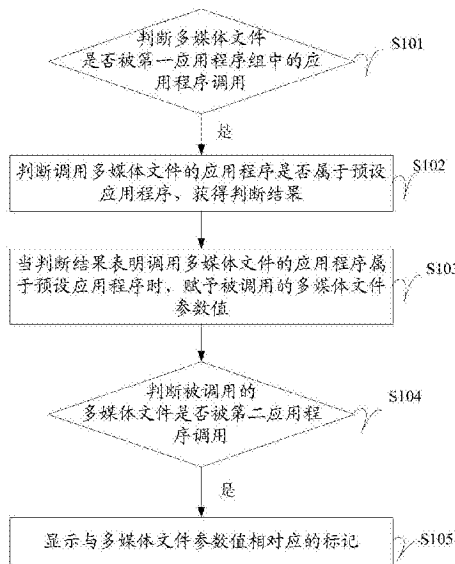 判断多媒体文件
是否被第一应用程序组中的应
用程序调用
S101
是
判断调用多媒体文件的应用程序是否属于预设
应用程序，获得判断结果
S102
当判断结果表明调用多媒体文件的应用程序属
于预设应用程序时，赋予被调用的多媒体文件
参数值
S103
判断被调用的
多媒体文件是否被第二应用程
序调用
S104
是
显示与多媒体文件参数值相对应的标记
S105